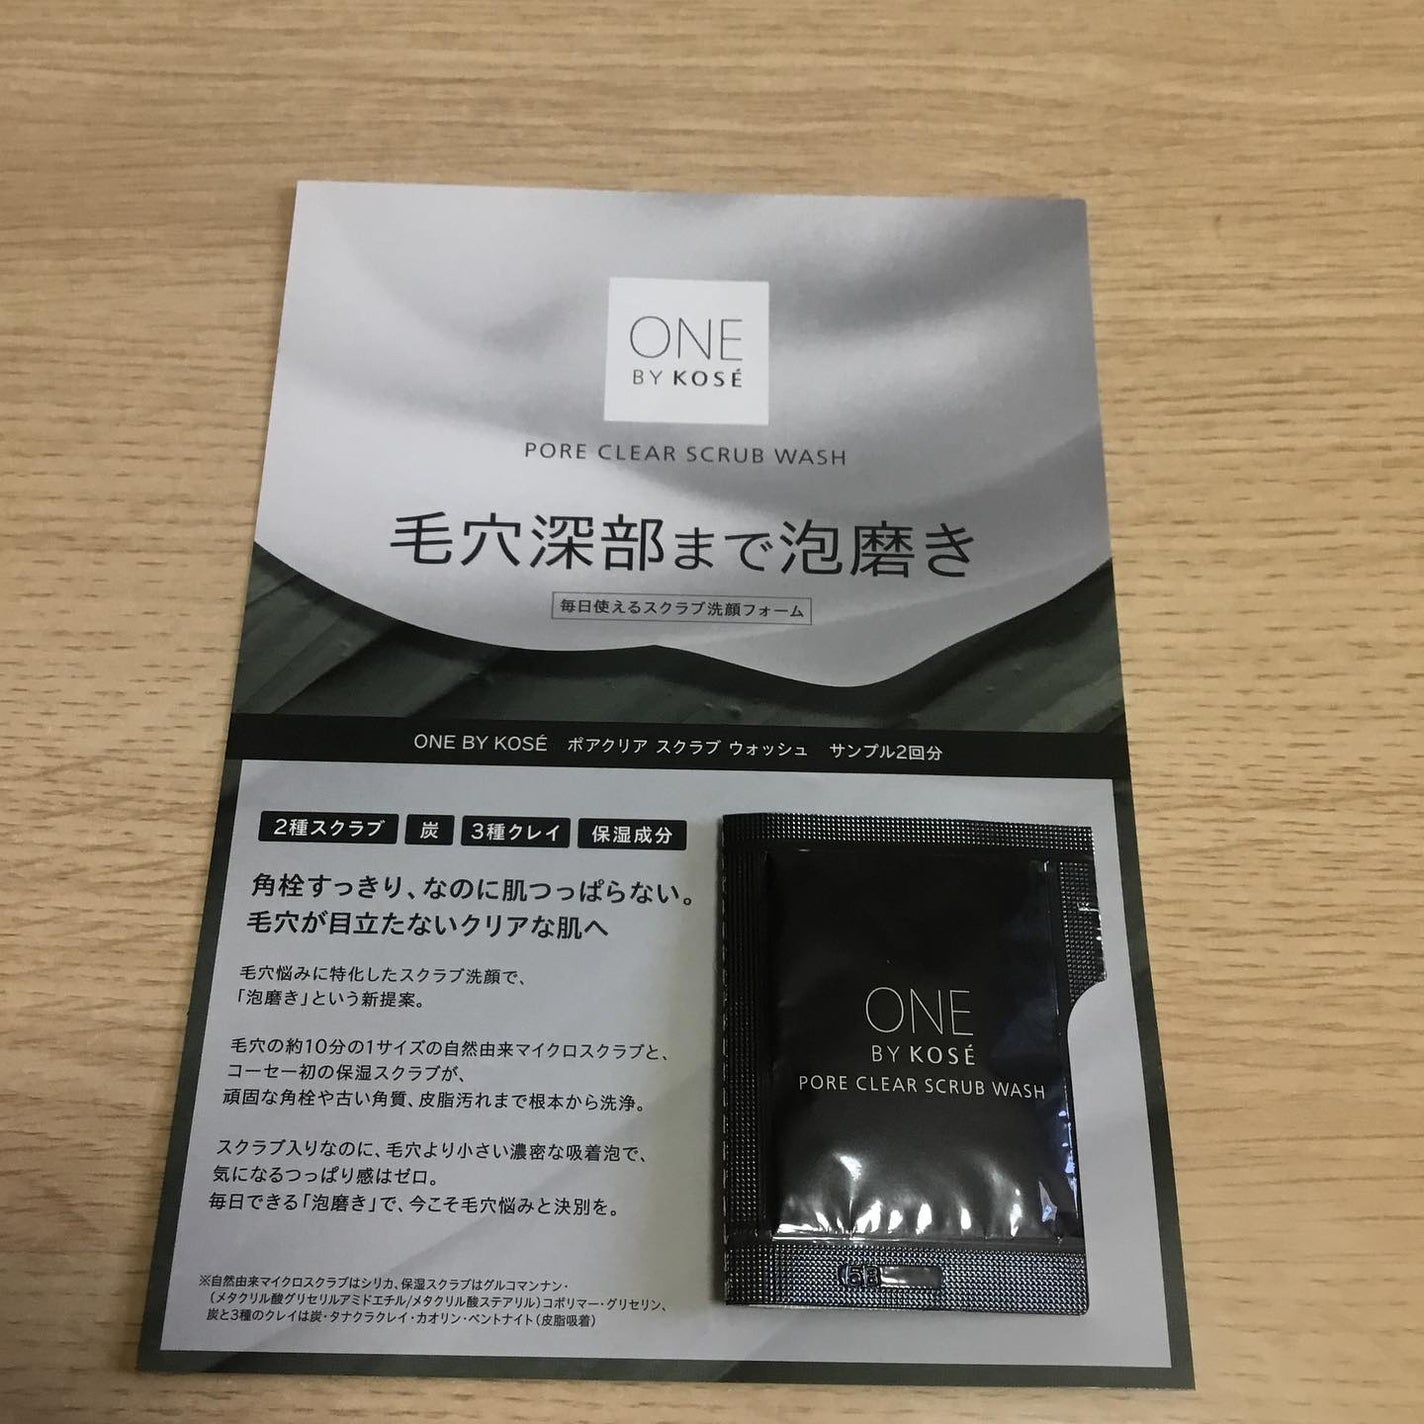 ONE
BY KOSÉ
PORE CLEAR SCRUB WASH
毛穴深部まで泡磨き
毎日使えるスクラブ洗顔フォーム
ONE BY KOSÉ ポアクリア スクラブ ウォッシュ サンプル2回分
2種スクラブ 炭 3種クレイ 保湿成分
角栓すっきり、なのに肌つっぱらない。
毛穴が目立たないクリアな肌へ
毛穴悩みに特化したスクラブ洗顔で、
「泡磨き」という新提案。
毛穴の約10分の1サイズの自然由来マイクロスクラブと、
コーセー初の保湿スクラブが、
頑固な角栓や古い角質、皮脂汚れまで根本から洗浄。
スクラブ入りなのに、毛穴より小さい濃密な吸着泡で、
気になるつっぱり感はゼロ。
毎日できる「泡磨き」で、今こそ毛穴悩みと決別を。
※自然由来マイクロスクラブはシリカ、保湿スクラブはグルコマンナン・
(メタクリル酸グリセリルアミドエチル/メタクリル酸ステアリル)コポリマー・グリセリン、
炭と3種のクレイは炭・タナクラクレイ・カオリン・ベントナイト(皮脂吸着)
ONE
BY KOSÉ
PORE CLEAR SCRUB WASH